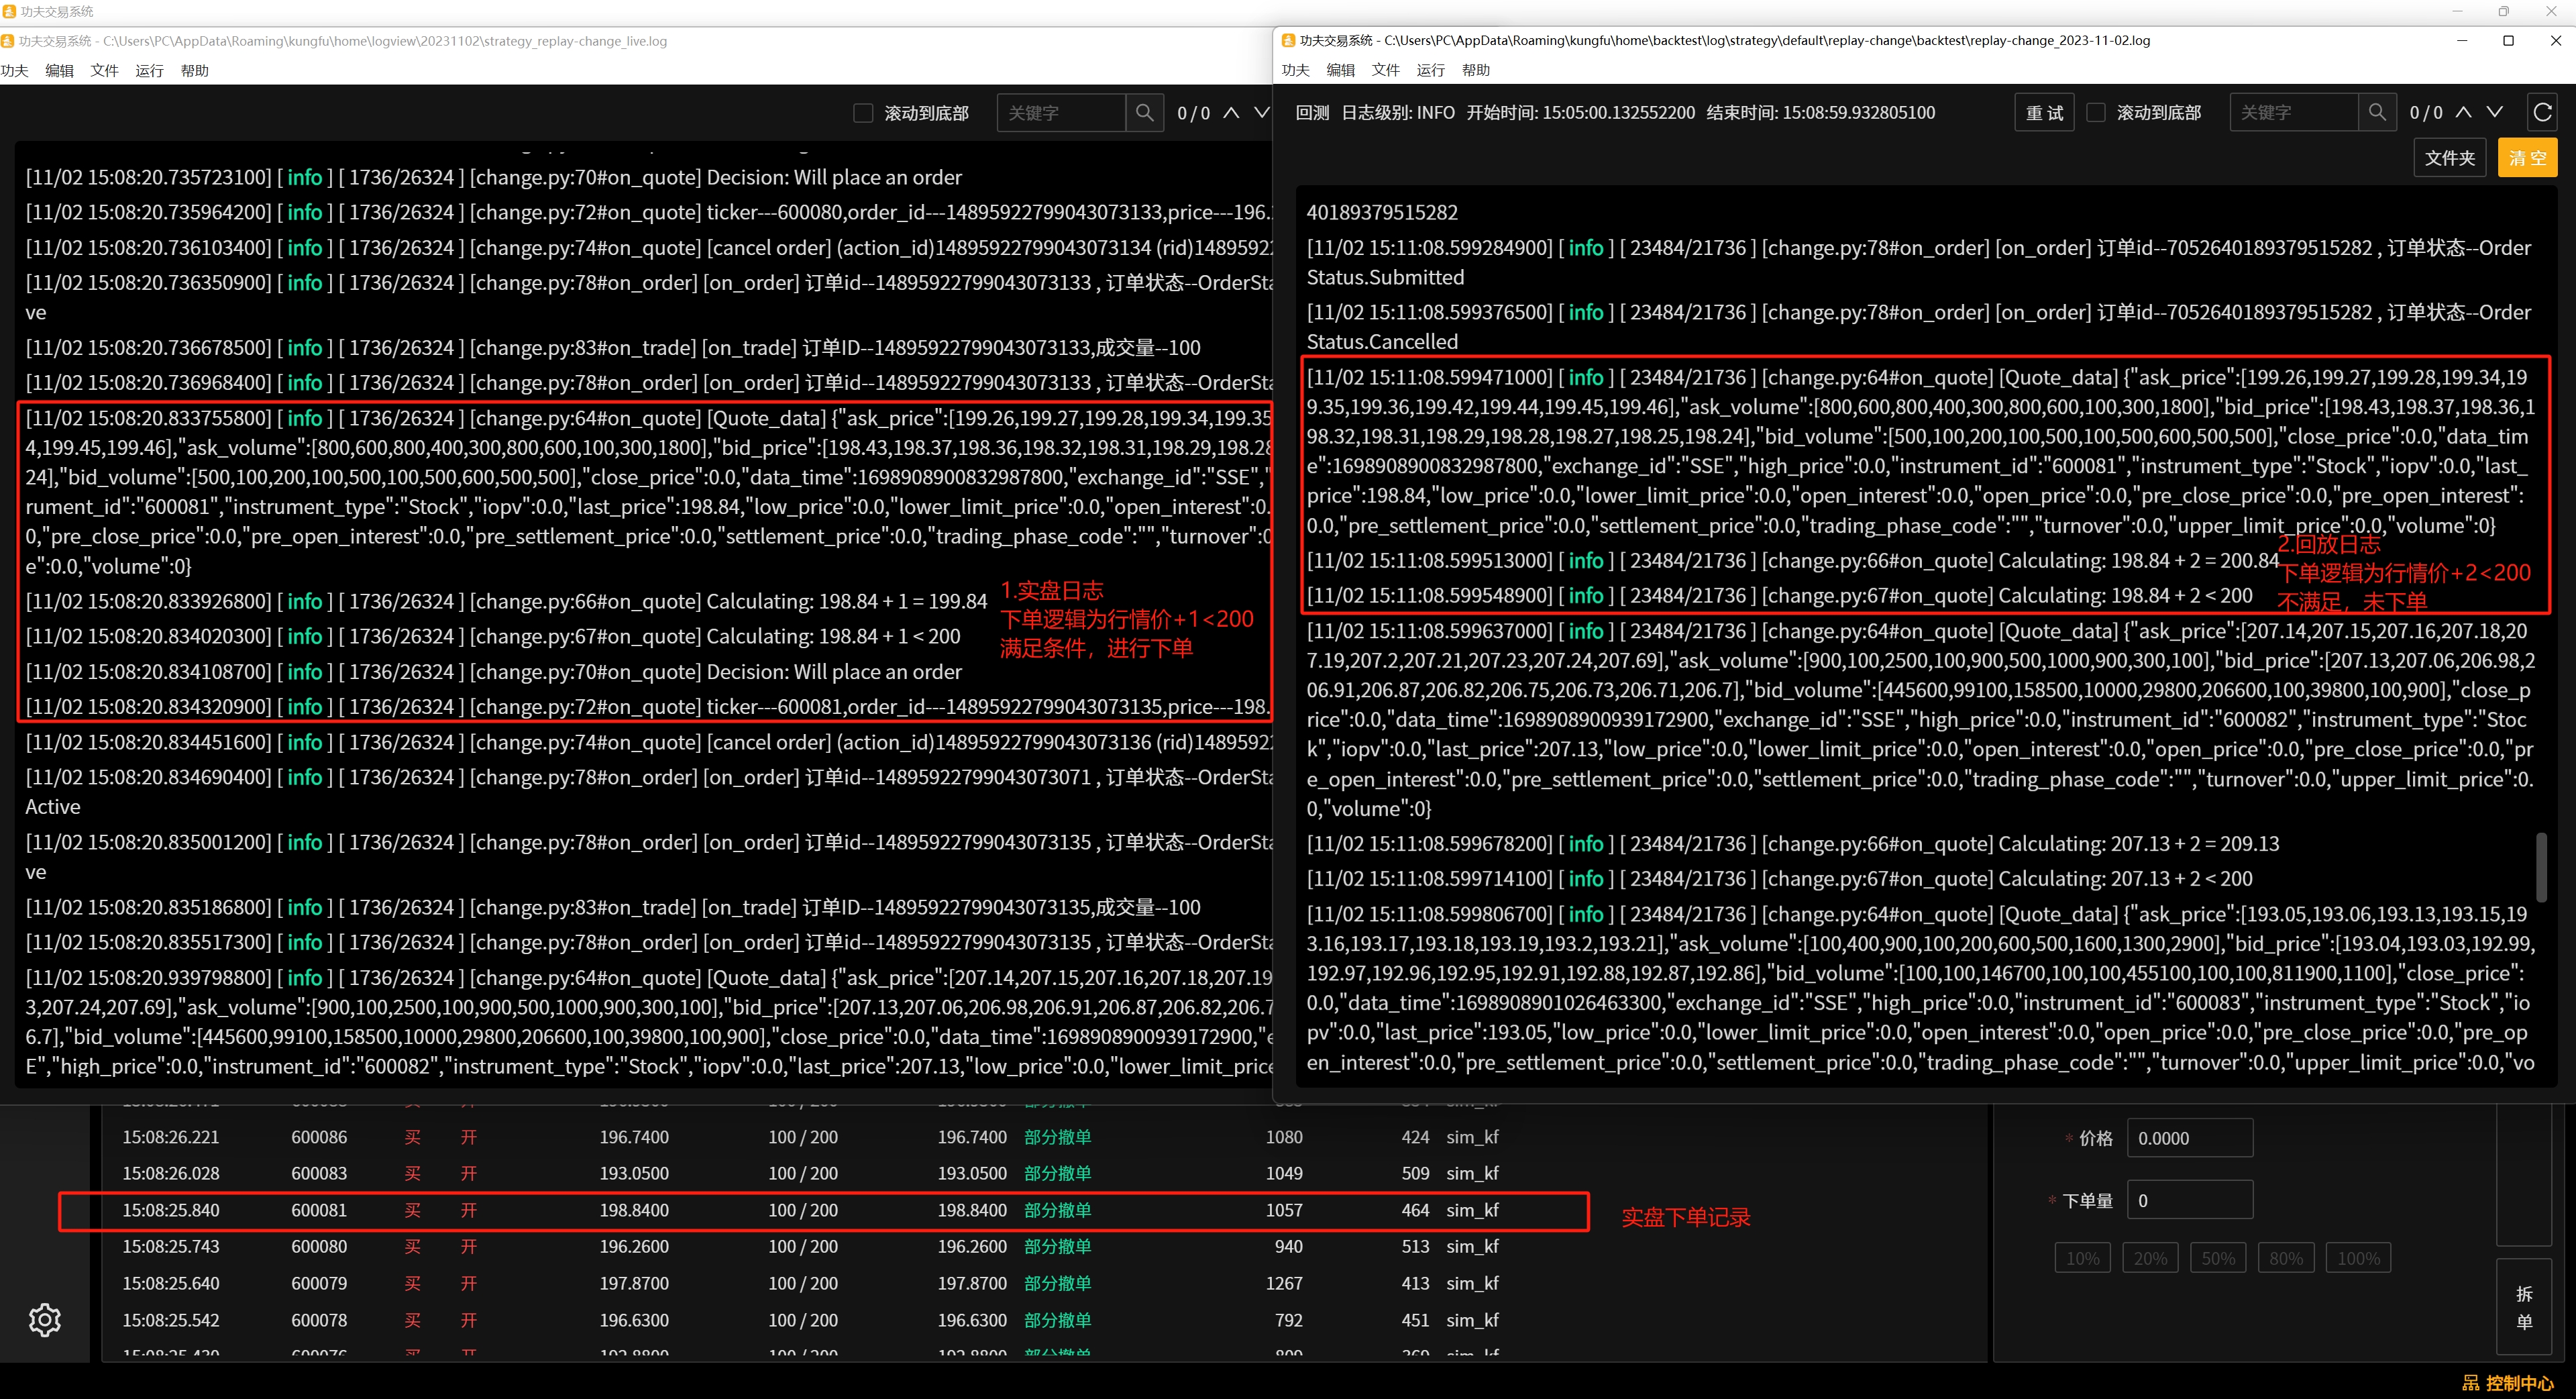 功夫交易系统
功夫交易系统 - C:\Users\PC\AppData\Roaming\kungfu\home\logview\20231102\strategy_replay-change_live.log
功夫 编辑 文件 运行 帮助
滚动到底部 关键字 0 / 0
[11/02 15:08:20.735723100] [ info ] [ 1736/26324 ] [change.py:70#on_quote] Decision: Will place an order
[11/02 15:08:20.735964200] [ info ] [ 1736/26324 ] [change.py:72#on_quote] ticker---600080,order_id---14895922799043073133,price---196.
[11/02 15:08:20.736103400] [ info ] [ 1736/26324 ] [change.py:74#on_quote] [cancel order] (action_id)14895922799043073134 (rid)1489592
[11/02 15:08:20.736350900] [ info ] [ 1736/26324 ] [change.py:78#on_order] [on_order] 订单id--14895922799043073133 , 订单状态--OrderSta
ve
[11/02 15:08:20.736678500] [ info ] [ 1736/26324 ] [change.py:83#on_trade] [on_trade] 订单ID--14895922799043073133,成交量--100
[11/02 15:08:20.736968400] [ info ] [ 1736/26324 ] [change.py:78#on_order] [on_order] 订单id--14895922799043073133 , 订单状态--OrderSta
[11/02 15:08:20.833755800] [ info ] [ 1736/26324 ] [change.py:64#on_quote] [Quote_data] {"ask_price":[199.26,199.27,199.28,199.34,199.35
4,199.45,199.46],"ask_volume":[800,600,800,400,300,800,600,100,300,1800],"bid_price":[198.43,198.37,198.36,198.32,198.31,198.29,198.28
24],"bid_volume":[500,100,200,100,500,100,500,600,500,500],"close_price":0.0,"data_time":1698908900832987800,"exchange_id":"SSE","
rument_id":"600081","instrument_type":"Stock","iopv":0.0,"last_price":198.84,"low_price":0.0,"lower_limit_price":0.0,"open_interest":0.
0,"pre_close_price":0.0,"pre_open_interest":0.0,"pre_settlement_price":0.0,"settlement_price":0.0,"trading_phase_code":"","turnover":0
e":0.0,"volume":0}
[11/02 15:08:20.833926800] [ info ] [ 1736/26324 ] [change.py:66#on_quote] Calculating: 198.84 + 1 = 199.84
[11/02 15:08:20.834020300] [ info ] [ 1736/26324 ] [change.py:67#on_quote] Calculating: 198.84 + 1 < 200
[11/02 15:08:20.834108700] [ info ] [ 1736/26324 ] [change.py:70#on_quote] Decision: Will place an order
[11/02 15:08:20.834320900] [ info ] [ 1736/26324 ] [change.py:72#on_quote] ticker---600081,order_id---14895922799043073135,price---198.
1.实盘日志
下单逻辑为行情价+1<200
满足条件，进行下单
[11/02 15:08:20.834451600] [ info ] [ 1736/26324 ] [change.py:74#on_quote] [cancel order] (action_id)14895922799043073136 (rid)1489592
[11/02 15:08:20.834690400] [ info ] [ 1736/26324 ] [change.py:78#on_order] [on_order] 订单id--14895922799043073071 , 订单状态--OrderSta
Active
[11/02 15:08:20.835001200] [ info ] [ 1736/26324 ] [change.py:78#on_order] [on_order] 订单id--14895922799043073135 , 订单状态--OrderSta
ve
[11/02 15:08:20.835186800] [ info ] [ 1736/26324 ] [change.py:83#on_trade] [on_trade] 订单ID--14895922799043073135,成交量--100
[11/02 15:08:20.835517300] [ info ] [ 1736/26324 ] [change.py:78#on_order] [on_order] 订单id--14895922799043073135 , 订单状态--OrderSta
[11/02 15:08:20.939798800] [ info ] [ 1736/26324 ] [change.py:64#on_quote] [Quote_data] {"ask_price":[207.14,207.15,207.16,207.18,207.19
3,207.24,207.69],"ask_volume":[900,100,2500,100,900,500,1000,900,300,100],"bid_price":[207.13,207.06,206.98,206.91,206.87,206.82,206.7
6.7],"bid_volume":[445600,99100,158500,10000,29800,206600,100,39800,100,900],"close_price":0.0,"data_time":1698908900939172900,"e
E","high_price":0.0,"instrument_id":"600082","instrument_type":"Stock","iopv":0.0,"last_price":207.13,"low_price":0.0,"lower_limit_price
功夫交易系统 - C:\Users\PC\AppData\Roaming\kungfu\home\backtest\log\strategy\default\replay-change\backtest\replay-change_2023-11-02.log
功夫 编辑 文件 运行 帮助
回测 日志级别: INFO 开始时间: 15:05:00.132552200 结束时间: 15:08:59.932805100 重 试 滚动到底部 关键字 0 / 0
文件夹 清 空
40189379515282
[11/02 15:11:08.599284900] [ info ] [ 23484/21736 ] [change.py:78#on_order] [on_order] 订单id--7052640189379515282 , 订单状态--Order
Status.Submitted
[11/02 15:11:08.599376500] [ info ] [ 23484/21736 ] [change.py:78#on_order] [on_order] 订单id--7052640189379515282 , 订单状态--Order
Status.Cancelled
[11/02 15:11:08.599471000] [ info ] [ 23484/21736 ] [change.py:64#on_quote] [Quote_data] {"ask_price":[199.26,199.27,199.28,199.34,19
9.35,199.36,199.42,199.44,199.45,199.46],"ask_volume":[800,600,800,400,300,800,600,100,300,1800],"bid_price":[198.43,198.37,198.36,1
98.32,198.31,198.29,198.28,198.27,198.25,198.24],"bid_volume":[500,100,200,100,500,100,500,600,500,500],"close_price":0.0,"data_tim
e":1698908900832987800,"exchange_id":"SSE","high_price":0.0,"instrument_id":"600081","instrument_type":"Stock","iopv":0.0,"last_
price":198.84,"low_price":0.0,"lower_limit_price":0.0,"open_interest":0.0,"open_price":0.0,"pre_close_price":0.0,"pre_open_interest":
0.0,"pre_settlement_price":0.0,"settlement_price":0.0,"trading_phase_code":"","turnover":0.0,"upper_limit_price":0.0,"volume":0}
[11/02 15:11:08.599513000] [ info ] [ 23484/21736 ] [change.py:66#on_quote] Calculating: 198.84 + 2 = 200.84
[11/02 15:11:08.599548900] [ info ] [ 23484/21736 ] [change.py:67#on_quote] Calculating: 198.84 + 2 < 200
2.回放日志
下单逻辑为行情价+2<200
不满足，未下单
[11/02 15:11:08.599637000] [ info ] [ 23484/21736 ] [change.py:64#on_quote] [Quote_data] {"ask_price":[207.14,207.15,207.16,207.18,20
7.19,207.2,207.21,207.23,207.24,207.69],"ask_volume":[900,100,2500,100,900,500,1000,900,300,100],"bid_price":[207.13,207.06,206.98,2
06.91,206.87,206.82,206.75,206.73,206.71,206.7],"bid_volume":[445600,99100,158500,10000,29800,206600,100,39800,100,900],"close_p
rice":0.0,"data_time":1698908900939172900,"exchange_id":"SSE","high_price":0.0,"instrument_id":"600082","instrument_type":"Stoc
k","iopv":0.0,"last_price":207.13,"low_price":0.0,"lower_limit_price":0.0,"open_interest":0.0,"open_price":0.0,"pre_close_price":0.0,"pr
e_open_interest":0.0,"pre_settlement_price":0.0,"settlement_price":0.0,"trading_phase_code":"","turnover":0.0,"upper_limit_price":0.
0,"volume":0}
[11/02 15:11:08.599678200] [ info ] [ 23484/21736 ] [change.py:66#on_quote] Calculating: 207.13 + 2 = 209.13
[11/02 15:11:08.599714100] [ info ] [ 23484/21736 ] [change.py:67#on_quote] Calculating: 207.13 + 2 < 200
[11/02 15:11:08.599806700] [ info ] [ 23484/21736 ] [change.py:64#on_quote] [Quote_data] {"ask_price":[193.05,193.06,193.13,193.15,19
3.16,193.17,193.18,193.19,193.2,193.21],"ask_volume":[100,400,900,100,200,600,500,1600,1300,2900],"bid_price":[193.04,193.03,192.99,
192.97,192.96,192.95,192.91,192.88,192.87,192.86],"bid_volume":[100,100,146700,100,100,455100,100,100,811900,1100],"close_price":
0.0,"data_time":1698908901026463300,"exchange_id":"SSE","high_price":0.0,"instrument_id":"600083","instrument_type":"Stock","io
pv":0.0,"last_price":193.05,"low_price":0.0,"lower_limit_price":0.0,"open_interest":0.0,"open_price":0.0,"pre_close_price":0.0,"pre_op
en_interest":0.0,"pre_settlement_price":0.0,"settlement_price":0.0,"trading_phase_code":"","turnover":0.0,"upper_limit_price":0.0,"vo
15:08:26.221 600086 买 开 196.7400 100 / 200 196.7400 部分撤单 1080 424 sim_kf
15:08:26.028 600083 买 开 193.0500 100 / 200 193.0500 部分撤单 1049 509 sim_kf
15:08:25.840 600081 买 开 198.8400 100 / 200 198.8400 部分撤单 1057 464 sim_kf
实盘下单记录
15:08:25.743 600080 买 开 196.2600 100 / 200 196.2600 部分撤单 940 513 sim_kf
15:08:25.640 600079 买 开 197.8700 100 / 200 197.8700 部分撤单 1267 413 sim_kf
15:08:25.542 600078 买 开 196.6300 100 / 200 196.6300 部分撤单 792 451 sim_kf
* 价格 0.0000
* 下单量 0
10% 20% 50% 80% 100%
拆
单
控制中心